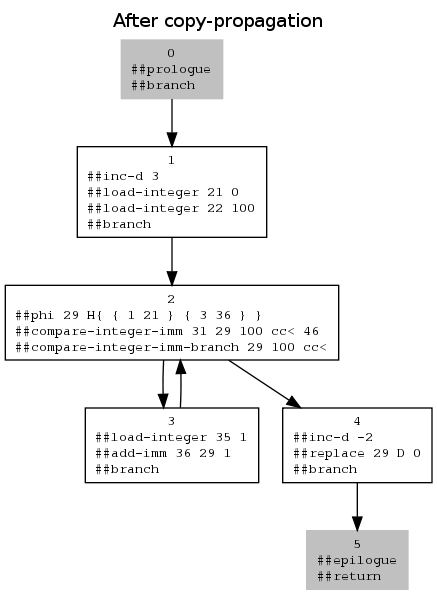 After copy-propagation
0
##prologue
##branch
1
##inc-d 3
##load-integer 21 0
##load-integer 22 100
##branch
2
##phi 29 H{ { 1 21 } { 3 36 } }
##compare-integer-imm 31 29 100 cc< 46
##compare-integer-imm-branch 29 100 cc<
3
##load-integer 35 1
##add-imm 36 29 1
##branch
4
##inc-d -2
##replace 29 D 0
##branch
5
##epilogue
##return